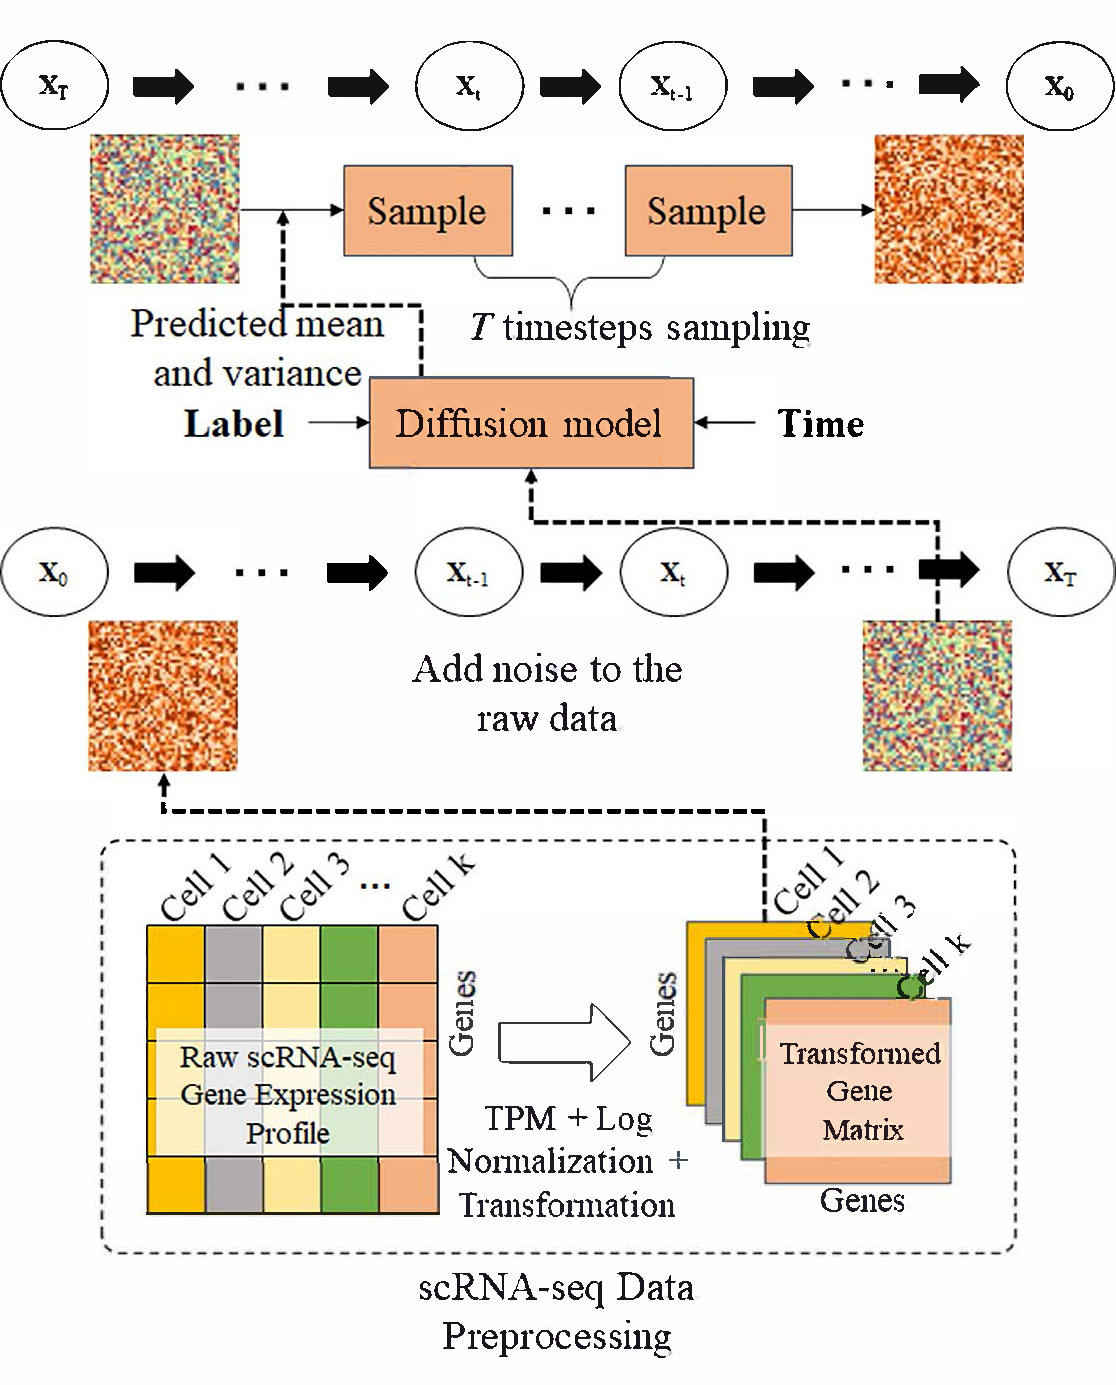 x_T ... x_t x_t-1 ... x_0
Sample ... Sample
Predicted mean
and variance
T timesteps sampling
Label
Diffusion model
Time
x_0 ... x_t-1 x_t ... x_T
Add noise to the
raw data
Cell 1 Cell 2 Cell 3 ... Cell k
Genes
Raw scRNA-seq
Gene Expression
Profile
TPM + Log
Normalization +
Transformation
Cell 1
Cell 2
Cell 3
...
Cell k
Genes
Transformed
Gene
Matrix
Genes
scRNA-seq Data
Preprocessing